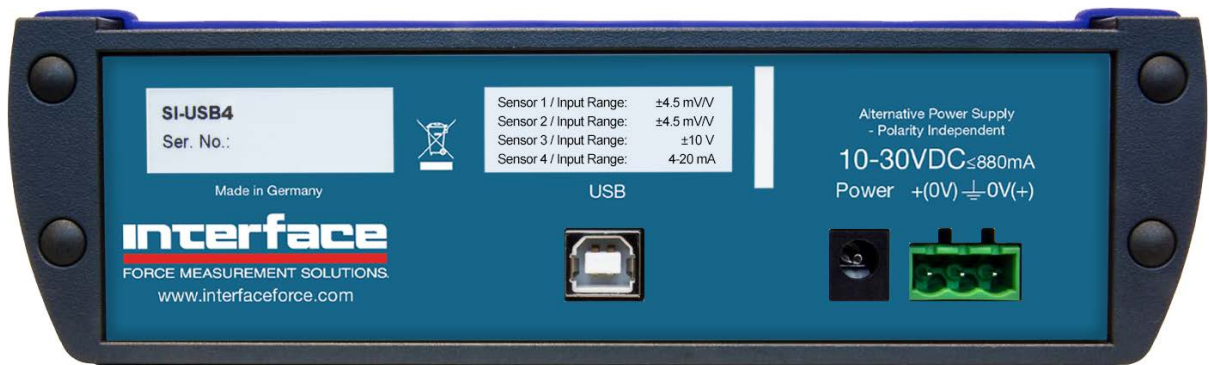 SI-USB4
Ser. No.:
Made in Germany
interface
FORCE MEASUREMENT SOLUTIONS.
www.interfaceforce.com
Sensor 1 / Input Range: ±4.5 mV/V
Sensor 2 / Input Range: ±4.5 mV/V
Sensor 3 / Input Range: ±10 V
Sensor 4 / Input Range: 4-20 mA
USB
Alternative Power Supply
- Polarity Independent
10-30VDC≤880mA
Power +(0V) ⏚ 0V(+)